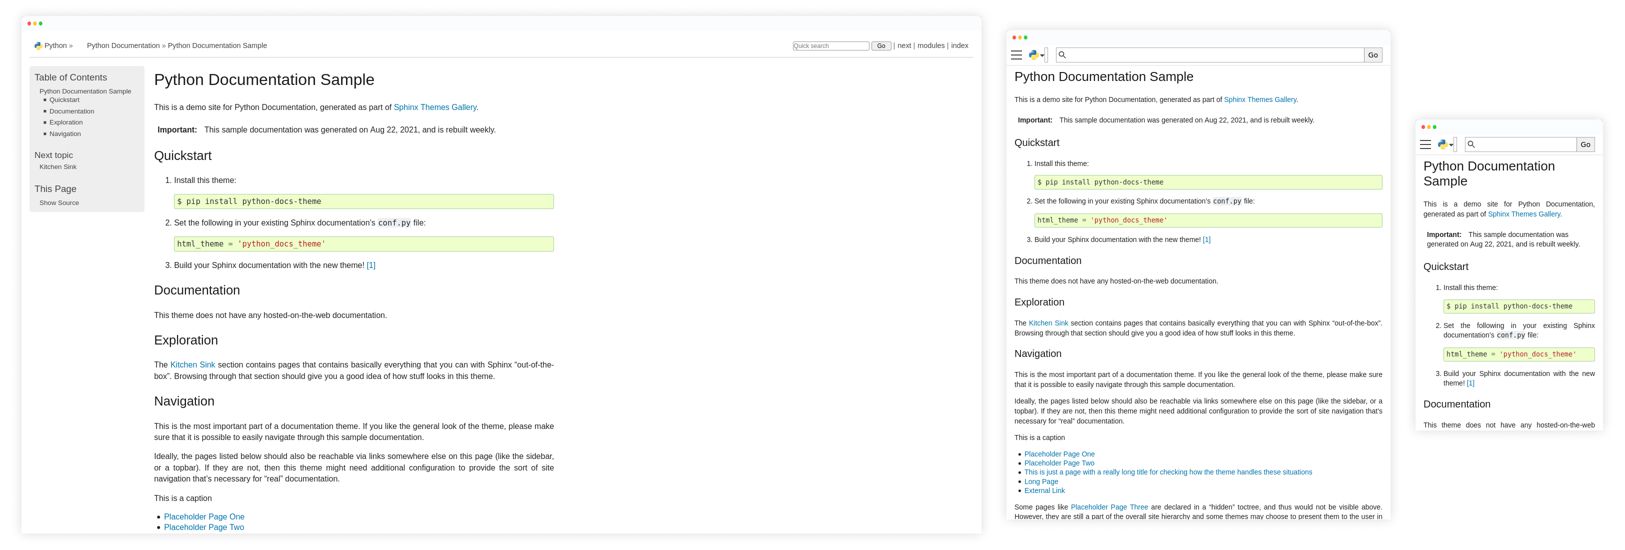 Python » Python Documentation » Python Documentation Sample
Quick search Go | next | modules | index
Table of Contents
Python Documentation Sample
Quickstart
Documentation
Exploration
Navigation
Next topic
Kitchen Sink
This Page
Show Source
Python Documentation Sample
This is a demo site for Python Documentation, generated as part of Sphinx Themes Gallery.
Important: This sample documentation was generated on Aug 22, 2021, and is rebuilt weekly.
Quickstart
1. Install this theme:
$ pip install python-docs-theme
2. Set the following in your existing Sphinx documentation's conf.py file:
html_theme = 'python_docs_theme'
3. Build your Sphinx documentation with the new theme! [1]
Documentation
This theme does not have any hosted-on-the-web documentation.
Exploration
The Kitchen Sink section contains pages that contains basically everything that you can with Sphinx “out-of-the-
box”. Browsing through that section should give you a good idea of how stuff looks in this theme.
Navigation
This is the most important part of a documentation theme. If you like the general look of the theme, please make
sure that it is possible to easily navigate through this sample documentation.
Ideally, the pages listed below should also be reachable via links somewhere else on this page (like the sidebar,
or a topbar). If they are not, then this theme might need additional configuration to provide the sort of site
navigation that's necessary for “real” documentation.
This is a caption
Placeholder Page One
Placeholder Page Two
Go
Python Documentation Sample
This is a demo site for Python Documentation, generated as part of Sphinx Themes Gallery.
Important: This sample documentation was generated on Aug 22, 2021, and is rebuilt weekly.
Quickstart
1. Install this theme:
$ pip install python-docs-theme
2. Set the following in your existing Sphinx documentation's conf.py file:
html_theme = 'python_docs_theme'
3. Build your Sphinx documentation with the new theme! [1]
Documentation
This theme does not have any hosted-on-the-web documentation.
Exploration
The Kitchen Sink section contains pages that contains basically everything that you can with Sphinx “out-of-the-box”.
Browsing through that section should give you a good idea of how stuff looks in this theme.
Navigation
This is the most important part of a documentation theme. If you like the general look of the theme, please make sure
that it is possible to easily navigate through this sample documentation.
Ideally, the pages listed below should also be reachable via links somewhere else on this page (like the sidebar, or a
topbar). If they are not, then this theme might need additional configuration to provide the sort of site navigation that's
necessary for “real” documentation.
This is a caption
Placeholder Page One
Placeholder Page Two
This is just a page with a really long title for checking how the theme handles these situations
Long Page
External Link
Some pages like Placeholder Page Three are declared in a “hidden” toctree, and thus would not be visible above.
However, they are still a part of the overall site hierarchy and some themes may choose to present them to the user in
Go
Python Documentation
Sample
This is a demo site for Python Documentation,
generated as part of Sphinx Themes Gallery.
Important: This sample documentation was
generated on Aug 22, 2021, and is rebuilt weekly.
Quickstart
1. Install this theme:
$ pip install python-docs-theme
2. Set the following in your existing Sphinx
documentation's conf.py file:
html_theme = 'python_docs_theme'
3. Build your Sphinx documentation with the new
theme! [1]
Documentation
This theme does not have any hosted-on-the-web